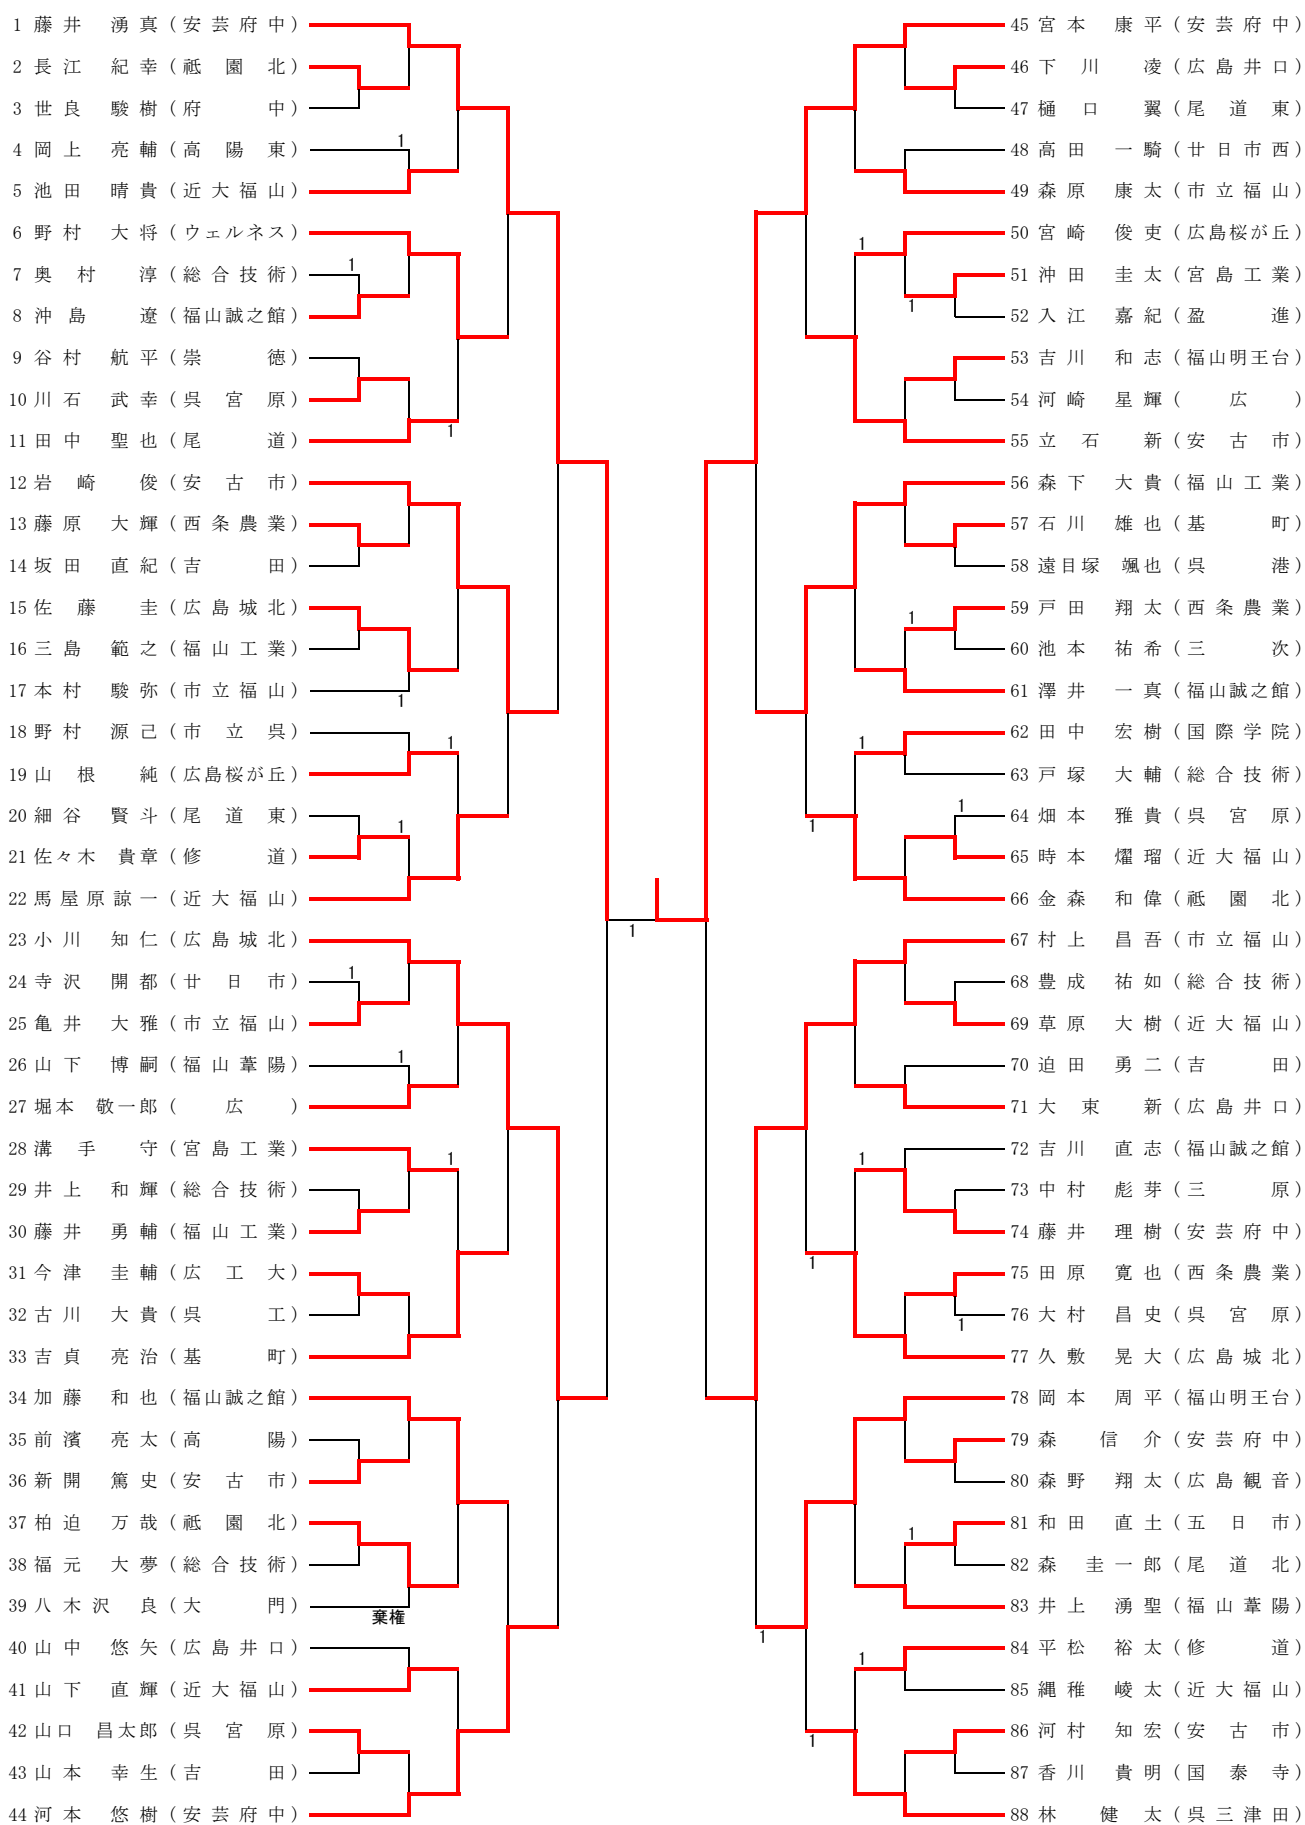 1 藤井 湧真 (安芸府中)
2 長江 紀幸 (祗園北)
3 世良 駿樹 (府中)
1
4 岡上 亮輔 (高陽東)
5 池田 晴貴 (近大福山)
6 野村 大将 (ウェルネス)
1
7 奥村 淳 (総合技術)
8 沖島 遼 (福山誠之館)
9 谷村 航平 (崇徳)
10 川石 武幸 (呉宮原)
11 田中 聖也 (尾道)
1
12 岩崎 俊 (安古市)
13 藤原 大輝 (西条農業)
14 坂田 直紀 (吉田)
15 佐藤 圭 (広島城北)
16 三島 範之 (福山工業)
17 本村 駿弥 (市立福山)
1
18 野村 源己 (市立呉)
1
19 山根 純 (広島桜が丘)
20 細谷 賢斗 (尾道東)
1
21 佐々木 貴章 (修道)
22 馬屋原諒一 (近大福山)
1
23 小川 知仁 (広島城北)
1
24 寺沢 開都 (廿日市)
25 亀井 大雅 (市立福山)
1
26 山下 博嗣 (福山葦陽)
27 堀本 敬一郎 (広)
28 溝手 守 (宮島工業)
1
29 井上 和輝 (総合技術)
30 藤井 勇輔 (福山工業)
31 今津 圭輔 (広工大)
32 古川 大貴 (呉工)
33 吉貞 亮治 (基町)
34 加藤 和也 (福山誠之館)
35 前濱 亮太 (高陽)
36 新開 篤史 (安古市)
37 柏迫 万哉 (祗園北)
38 福元 大夢 (総合技術)
39 八木沢 良 (大門)
棄権
40 山中 悠矢 (広島井口)
41 山下 直輝 (近大福山)
42 山口 昌太郎 (呉宮原)
43 山本 幸生 (吉田)
44 河本 悠樹 (安芸府中)
45 宮本 康平 (安芸府中)
46 下川 凌 (広島井口)
47 樋口 翼 (尾道東)
48 高田 一騎 (廿日市西)
49 森原 康太 (市立福山)
1
50 宮崎 俊吏 (広島桜が丘)
51 沖田 圭太 (宮島工業)
1
52 入江 嘉紀 (盈進)
53 吉川 和志 (福山明王台)
54 河崎 星輝 (広)
55 立石 新 (安古市)
56 森下 大貴 (福山工業)
57 石川 雄也 (基町)
58 遠目塚 颯也 (呉港)
59 戸田 翔太 (西条農業)
1
60 池本 祐希 (三次)
61 澤井 一真 (福山誠之館)
62 田中 宏樹 (国際学院)
1
63 戸塚 大輔 (総合技術)
1
64 畑本 雅貴 (呉宮原)
1
65 時本 燿瑠 (近大福山)
66 金森 和偉 (祗園北)
67 村上 昌吾 (市立福山)
68 豊成 祐如 (総合技術)
69 草原 大樹 (近大福山)
70 迫田 勇二 (吉田)
71 大東 新 (広島井口)
72 吉川 直志 (福山誠之館)
1
73 中村 彪芽 (三原)
74 藤井 理樹 (安芸府中)
1
75 田原 寛也 (西条農業)
76 大村 昌史 (呉宮原)
1
77 久敷 晃大 (広島城北)
78 岡本 周平 (福山明王台)
79 森 信介 (安芸府中)
80 森野 翔太 (広島観音)
81 和田 直土 (五日市)
1
82 森 圭一郎 (尾道北)
83 井上 湧聖 (福山葦陽)
1
84 平松 裕太 (修道)
1
85 縄稚 崚太 (近大福山)
86 河村 知宏 (安古市)
1
87 香川 貴明 (国泰寺)
88 林 健太 (呉三津田)